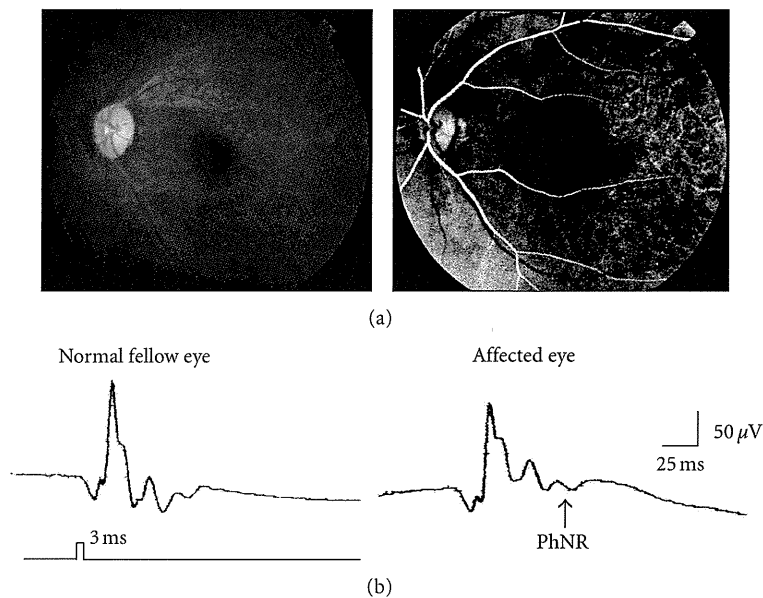 (a)
Normal fellow eye
Affected eye
50 μV
25 ms
3 ms
PhNR
(b)